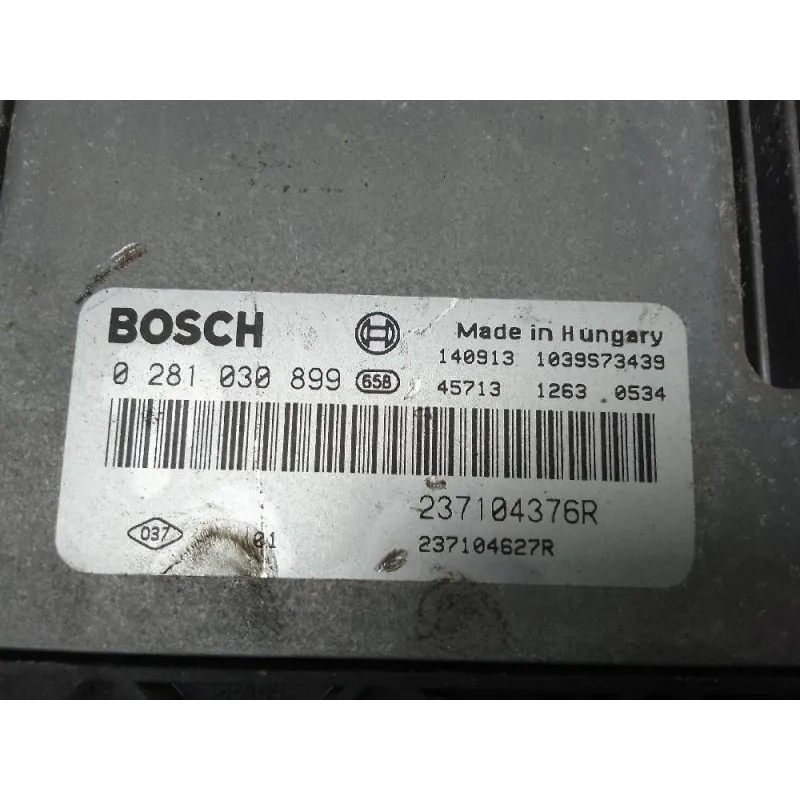 BOSCH
Made in Hungary
140913 1039S73439
0 281 030 899 658
45713 1263 0534
237104376R
037 01
237104627R